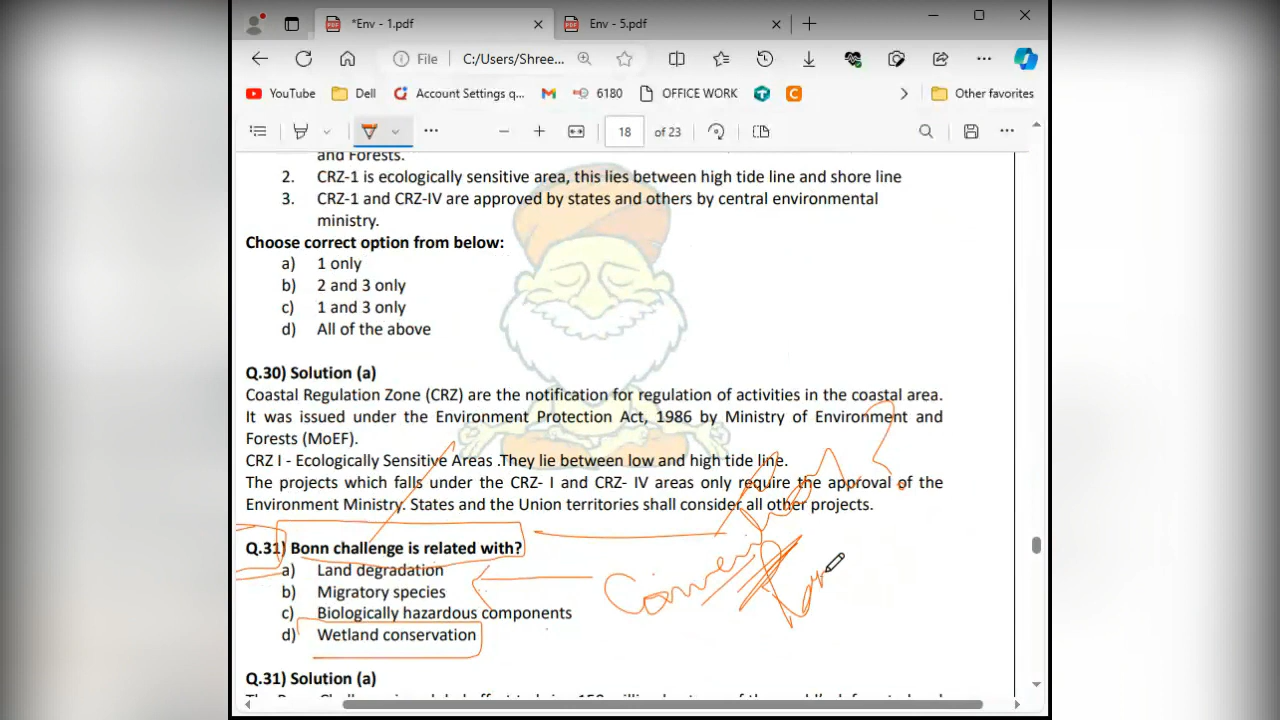 *Env - 1.pdf
Env - 5.pdf
File
C:/Users/Shree...
YouTube
Dell
Account Settings q...
6180
OFFICE WORK
Other favorites
18
of 23
and Forests.
2. CRZ-1 is ecologically sensitive area, this lies between high tide line and shore line
3. CRZ-1 and CRZ-IV are approved by states and others by central environmental
ministry.
Choose correct option from below:
a) 1 only
b) 2 and 3 only
c) 1 and 3 only
d) All of the above
Q.30) Solution (a)
Coastal Regulation Zone (CRZ) are the notification for regulation of activities in the coastal area.
It was issued under the Environment Protection Act, 1986 by Ministry of Environment and
Forests (MoEF).
CRZ I - Ecologically Sensitive Areas .They lie between low and high tide line.
The projects which falls under the CRZ- I and CRZ- IV areas only require the approval of the
Environment Ministry. States and the Union territories shall consider all other projects.
Q.31) Bonn challenge is related with?
a) Land degradation
b) Migratory species
c) Biologically hazardous components
d) Wetland conservation
Q.31) Solution (a)